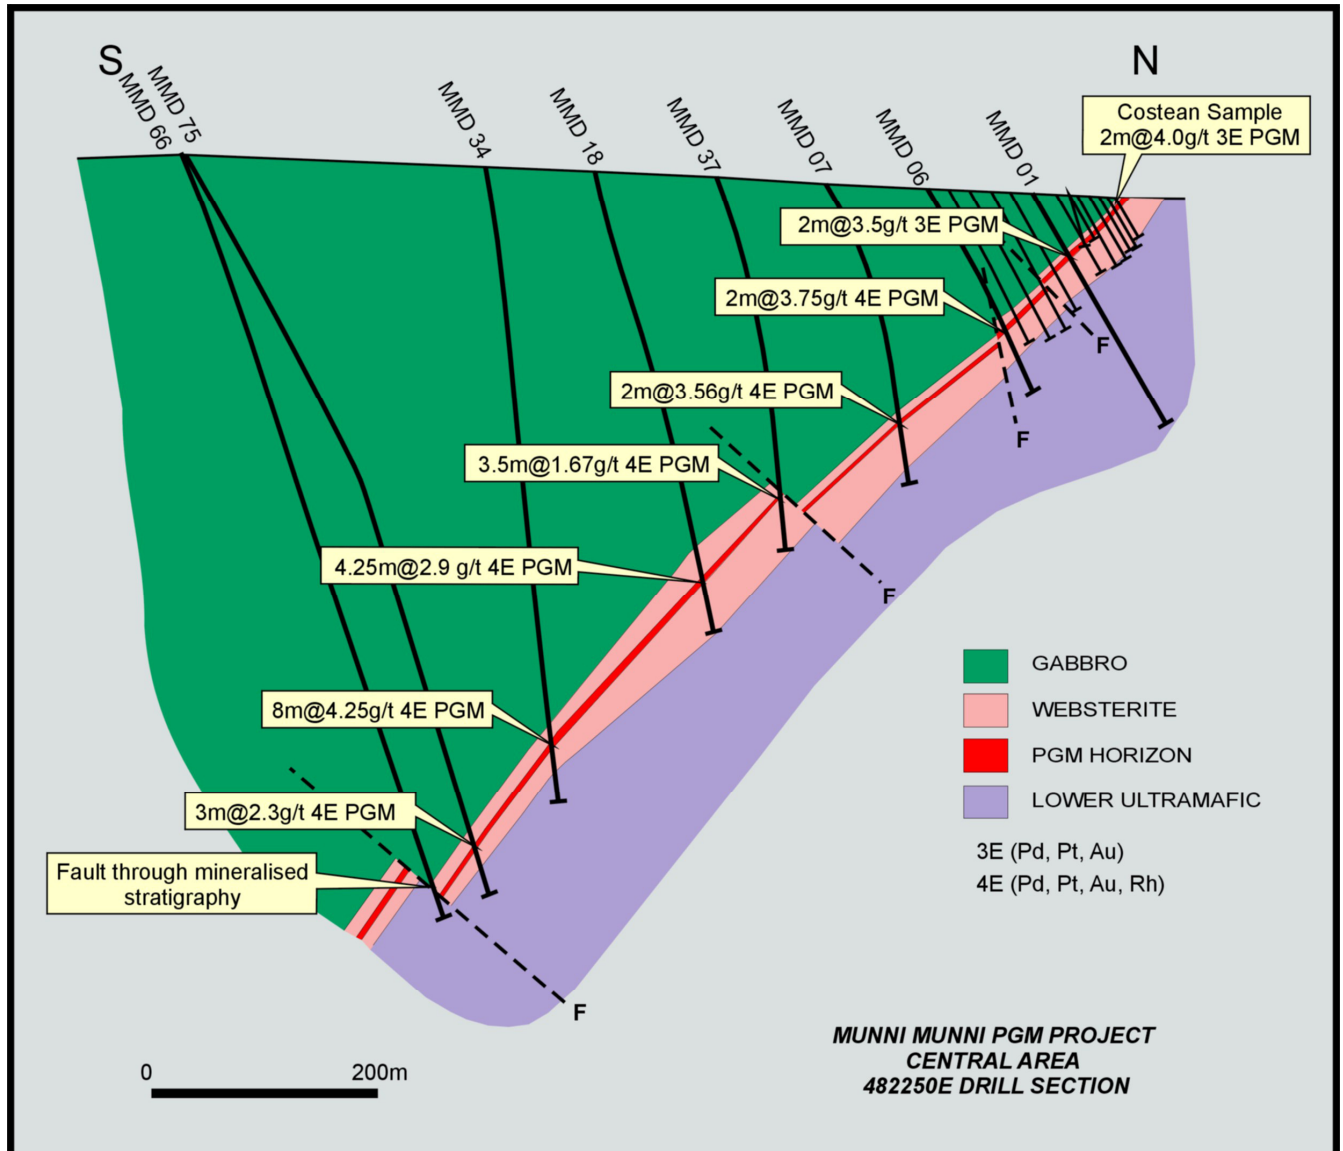 S
N
MMD 66
MMD 75
MMD 34
MMD 18
MMD 37
MMD 07
MMD 06
MMD 01
Costean Sample
2m@4.0g/t 3E PGM
2m@3.5g/t 3E PGM
2m@3.75g/t 4E PGM
F
2m@3.56g/t 4E PGM
F
3.5m@1.67g/t 4E PGM
4.25m@2.9 g/t 4E PGM
F
8m@4.25g/t 4E PGM
3m@2.3g/t 4E PGM
Fault through mineralised
stratigraphy
F
GABBRO
WEBSTERITE
PGM HORIZON
LOWER ULTRAMAFIC
3E (Pd, Pt, Au)
4E (Pd, Pt, Au, Rh)
0 200m
MUNNI MUNNI PGM PROJECT
CENTRAL AREA
482250E DRILL SECTION